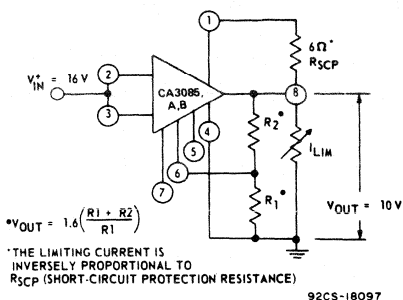 1
6Ω*
RSCP
V+IN = 16 V
2
CA3085,
A,B
3
8
4
R2•
5
ILIM
6
7
R1•
VOUT = 10 V
•VOUT = 1.6 (R1 + R2 / R1)
*THE LIMITING CURRENT IS
INVERSELY PROPORTIONAL TO
RSCP (SHORT-CIRCUIT PROTECTION RESISTANCE)
92CS-18097